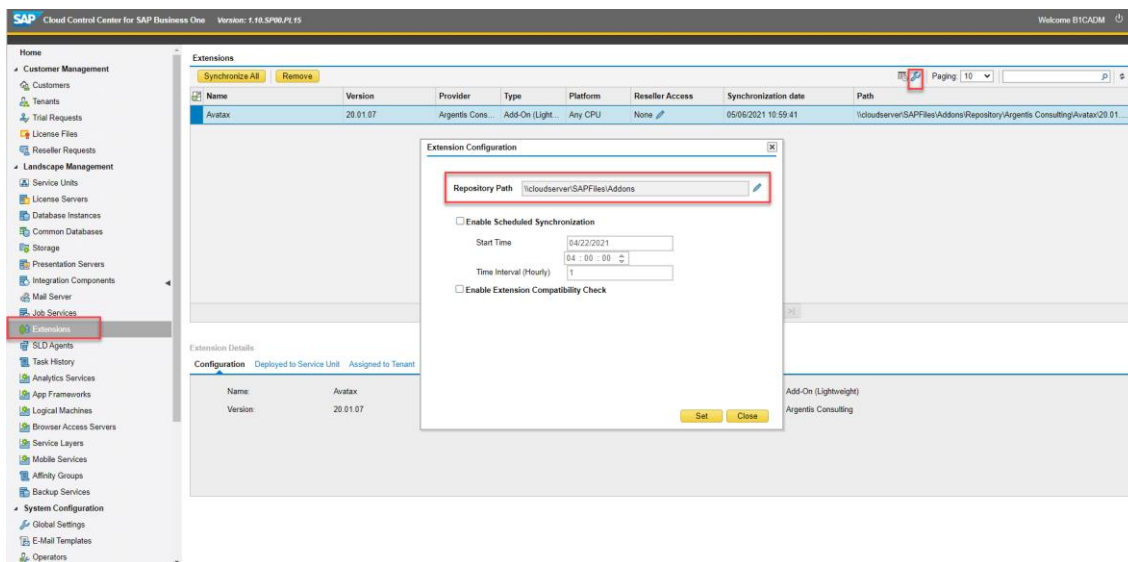 SAP Cloud Control Center for SAP Business One Version: 1.10.SP00.PL15
Welcome B1CADM
Home
Customer Management
Customers
Tenants
Trial Requests
License Files
Reseller Requests
Landscape Management
Service Units
License Servers
Database Instances
Common Databases
Storage
Presentation Servers
Integration Components
Mail Server
Job Services
Extensions
SLD Agents
Task History
Analytics Services
App Frameworks
Logical Machines
Browser Access Servers
Service Layers
Mobile Services
Affinity Groups
Backup Services
System Configuration
Global Settings
E-Mail Templates
Operators
Extensions
Synchronize All Remove Paging: 10
Name Version Provider Type Platform Reseller Access Synchronization date Path
Avatax 20.01.07 Argentis Cons... Add-On (Light... Any CPU None 05/06/2021 10:59:41 \\cloudserver\SAPFiles\Addons\Repository\Argentis Consulting\Avatax\20.01....
Extension Configuration
Repository Path \\cloudserver\SAPFiles\Addons
Enable Scheduled Synchronization
Start Time 04/22/2021
04 : 00 : 00
Time Interval (Hourly) 1
Enable Extension Compatibility Check
Set Close
Extension Details
Configuration Deployed to Service Unit Assigned to Tenant
Name: Avatax Add-On (Lightweight)
Version: 20.01.07 Argentis Consulting